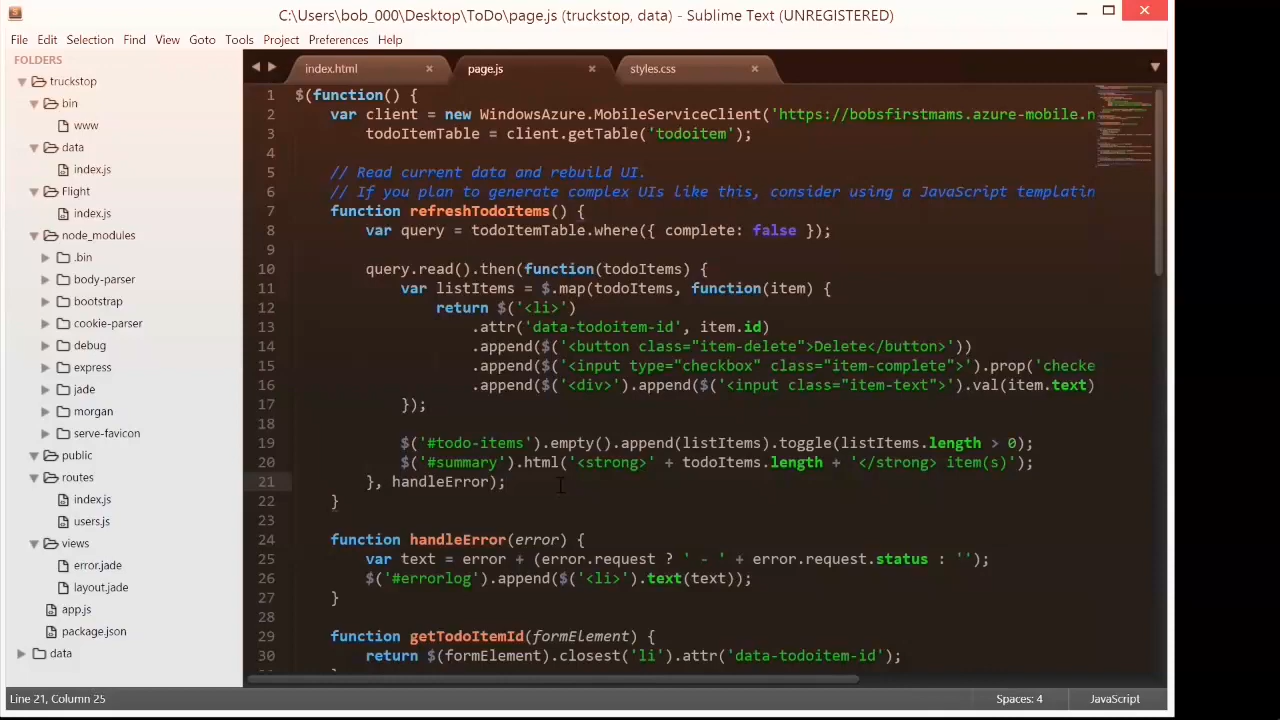 C:\Users\bob_000\Desktop\ToDo\page.js (truckstop, data) - Sublime Text (UNREGISTERED)
File Edit Selection Find View Goto Tools Project Preferences Help
FOLDERS
truckstop
bin
www
data
index.js
Flight
index.js
node_modules
.bin
body-parser
bootstrap
cookie-parser
debug
express
jade
morgan
serve-favicon
public
routes
index.js
users.js
views
error.jade
layout.jade
app.js
package.json
data
index.html page.js styles.css
1 $(function() {
2 var client = new WindowsAzure.MobileServiceClient('https://bobsfirstmams.azure-mobile.n
3 todoItemTable = client.getTable('todoitem');
4
5 // Read current data and rebuild UI.
6 // If you plan to generate complex UIs like this, consider using a JavaScript templatin
7 function refreshTodoItems() {
8 var query = todoItemTable.where({ complete: false });
9
10 query.read().then(function(todoItems) {
11 var listItems = $.map(todoItems, function(item) {
12 return $('<li>')
13 .attr('data-todoitem-id', item.id)
14 .append($('<button class="item-delete">Delete</button>'))
15 .append($('<input type="checkbox" class="item-complete">').prop('checke
16 .append($('<div>').append($('<input class="item-text">').val(item.text)
17 });
18
19 $('#todo-items').empty().append(listItems).toggle(listItems.length > 0);
20 $('#summary').html('<strong>' + todoItems.length + '</strong> item(s)');
21 }, handleError);
22 }
23
24 function handleError(error) {
25 var text = error + (error.request ? ' - ' + error.request.status : '');
26 $('#errorlog').append($('<li>').text(text));
27 }
28
29 function getTodoItemId(formElement) {
30 return $(formElement).closest('li').attr('data-todoitem-id');
Line 21, Column 25
Spaces: 4
JavaScript